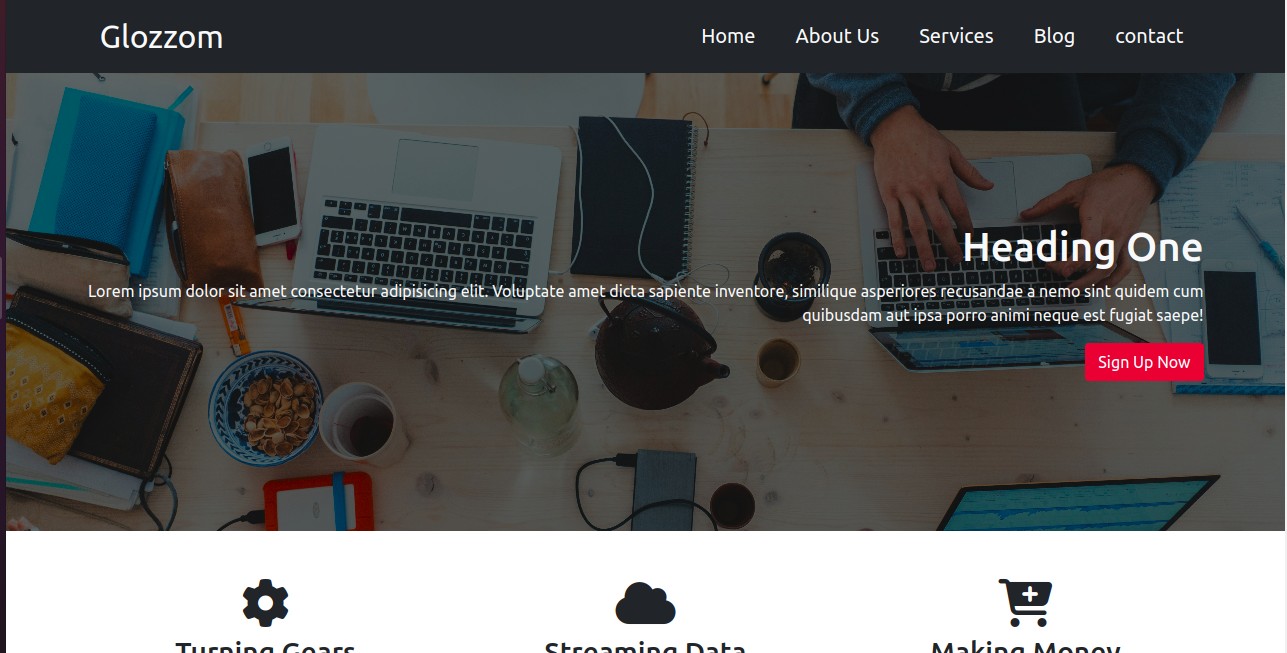 Glozzom
Home About Us Services Blog contact
Heading One
Lorem ipsum dolor sit amet consectetur adipisicing elit. Voluptate amet dicta sapiente inventore, similique asperiores recusandae a nemo sint quidem cum
quibusdam aut ipsa porro animi neque est fugiat saepe!
Sign Up Now
Turning Gears Streaming Data Making Money